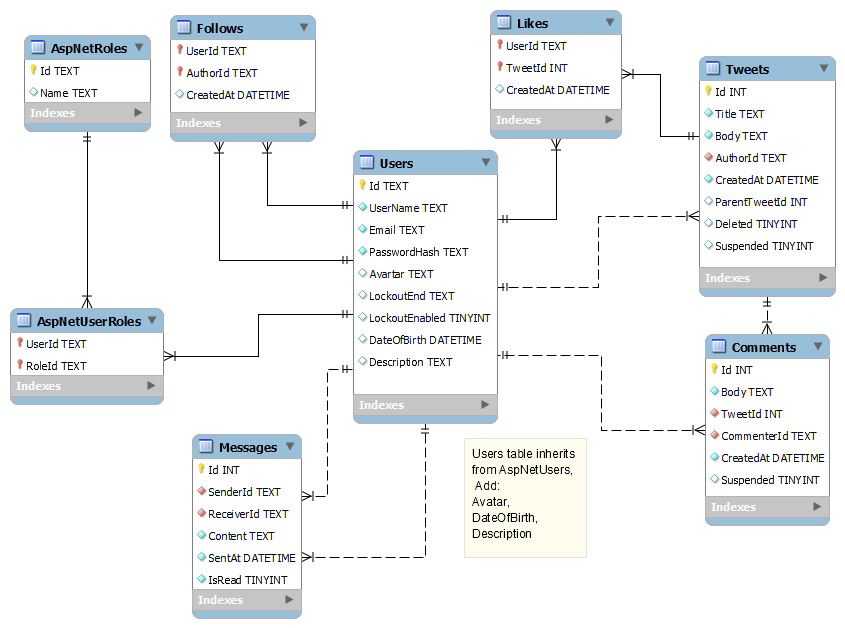 AspNetRoles
Id TEXT
Name TEXT
Indexes
Follows
UserId TEXT
AuthorId TEXT
CreatedAt DATETIME
Indexes
Likes
UserId TEXT
TweetId INT
CreatedAt DATETIME
Indexes
Tweets
Id INT
Title TEXT
Body TEXT
AuthorId TEXT
CreatedAt DATETIME
ParentTweetId INT
Deleted TINYINT
Suspended TINYINT
Indexes
Users
Id TEXT
UserName TEXT
Email TEXT
PasswordHash TEXT
Avartar TEXT
LockoutEnd TEXT
LockoutEnabled TINYINT
DateOfBirth DATETIME
Description TEXT
Indexes
AspNetUserRoles
UserId TEXT
RoleId TEXT
Indexes
Comments
Id INT
Body TEXT
TweetId INT
CommenterId TEXT
CreatedAt DATETIME
Suspended TINYINT
Indexes
Messages
Id INT
SenderId TEXT
ReceiverId TEXT
Content TEXT
SentAt DATETIME
IsRead TINYINT
Indexes
Users table inherits
from AspNetUsers,
Add:
Avatar,
DateOfBirth,
Description